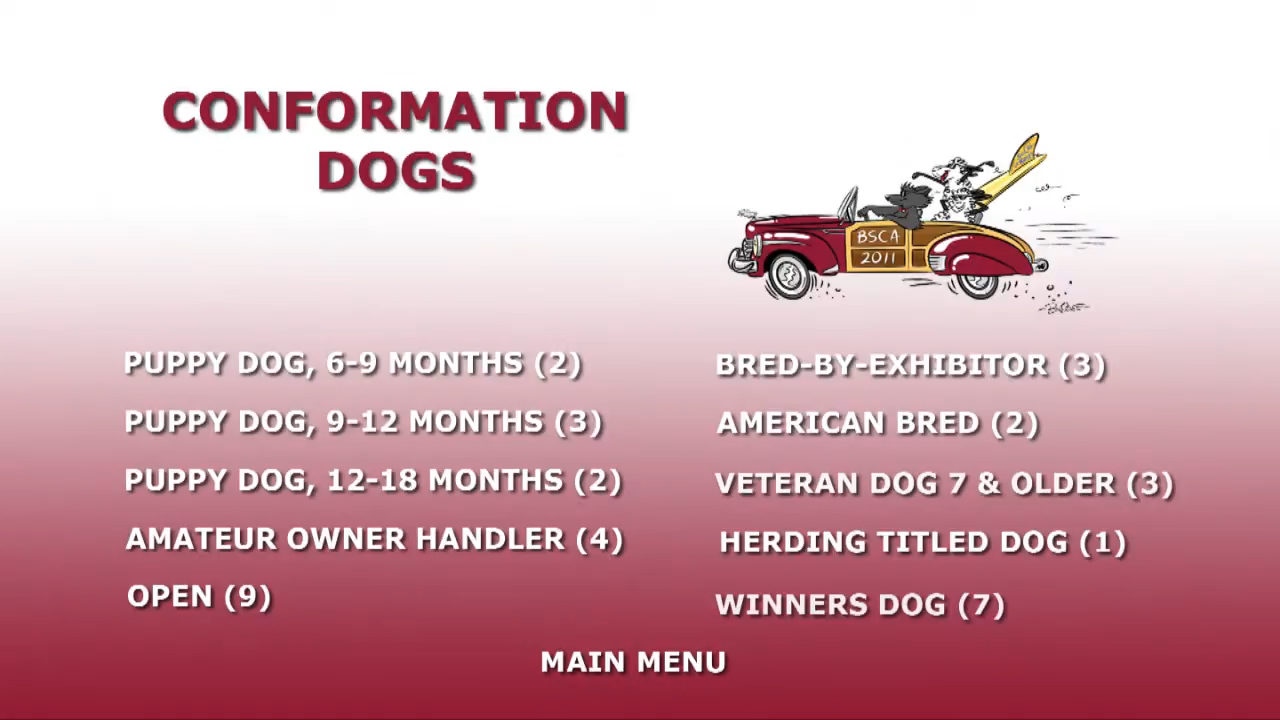 CONFORMATION
DOGS
BSCA
2011
PUPPY DOG, 6-9 MONTHS (2)
PUPPY DOG, 9-12 MONTHS (3)
PUPPY DOG, 12-18 MONTHS (2)
AMATEUR OWNER HANDLER (4)
OPEN (9)
BRED-BY-EXHIBITOR (3)
AMERICAN BRED (2)
VETERAN DOG 7 & OLDER (3)
HERDING TITLED DOG (1)
WINNERS DOG (7)
MAIN MENU